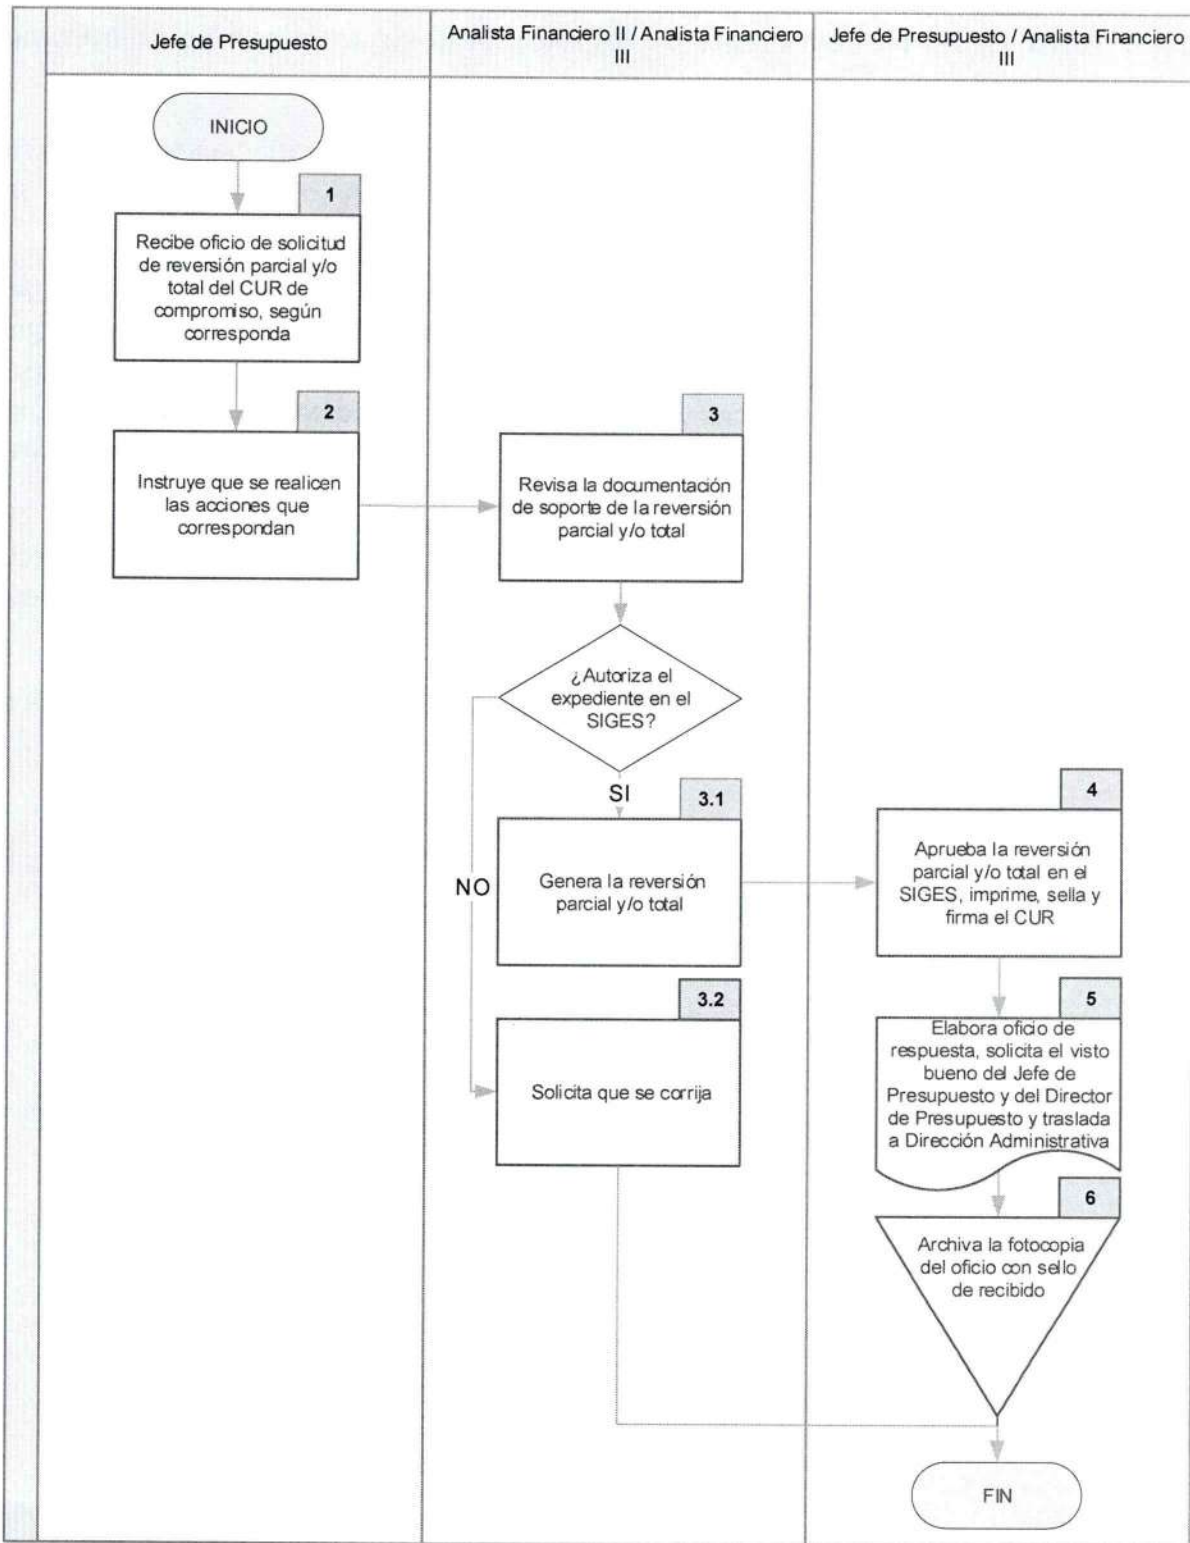 Jefe de Presupuesto
Analista Financiero II / Analista Financiero
III
Jefe de Presupuesto / Analista Financiero
III
INICIO
1
Recibe oficio de solicitud
de reversión parcial y/o
total del CUR de
compromiso, según
corresponda
2
Instruye que se realicen
las acciones que
correspondan
3
Revisa la documentación
de soporte de la reversión
parcial y/o total
¿Autoriza el
expediente en el
SIGES?
SI
NO
3.1
Genera la reversión
parcial y/o total
3.2
Solicita que se corrija
4
Aprueba la reversión
parcial y/o total en el
SIGES, imprime, sella y
firma el CUR
5
Elabora oficio de
respuesta, solicita el visto
bueno del Jefe de
Presupuesto y del Director
de Presupuesto y traslada
a Dirección Administrativa
6
Archiva la fotocopia
del oficio con sello
de recibido
FIN